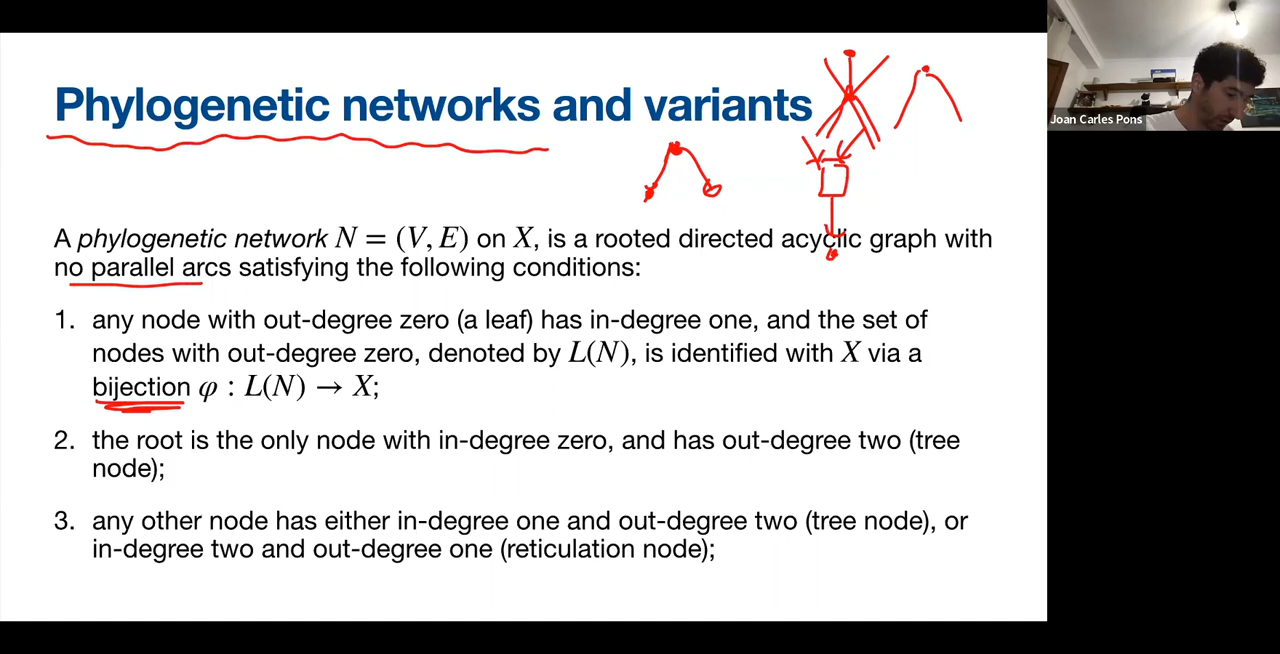 Phylogenetic networks and variants
Joan Carles Pons
A phylogenetic network N = (V, E) on X, is a rooted directed acyclic graph with
no parallel arcs satisfying the following conditions:
1. any node with out-degree zero (a leaf) has in-degree one, and the set of
nodes with out-degree zero, denoted by L(N), is identified with X via a
bijection φ : L(N) → X;
2. the root is the only node with in-degree zero, and has out-degree two (tree
node);
3. any other node has either in-degree one and out-degree two (tree node), or
in-degree two and out-degree one (reticulation node);